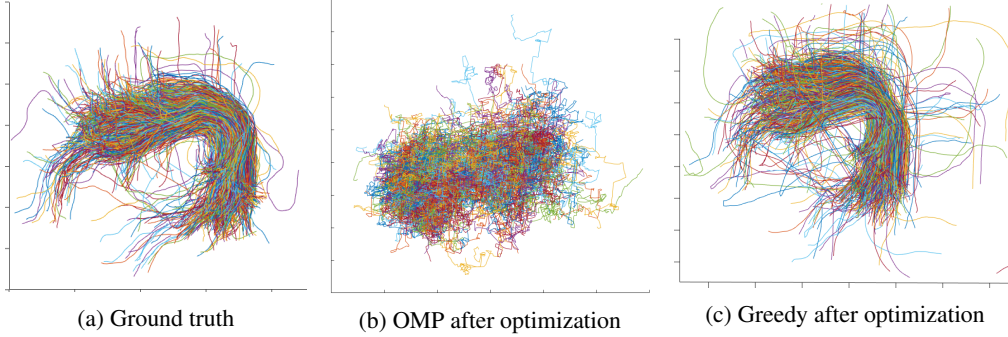 (a) Ground truth
(b) OMP after optimization
(c) Greedy after optimization